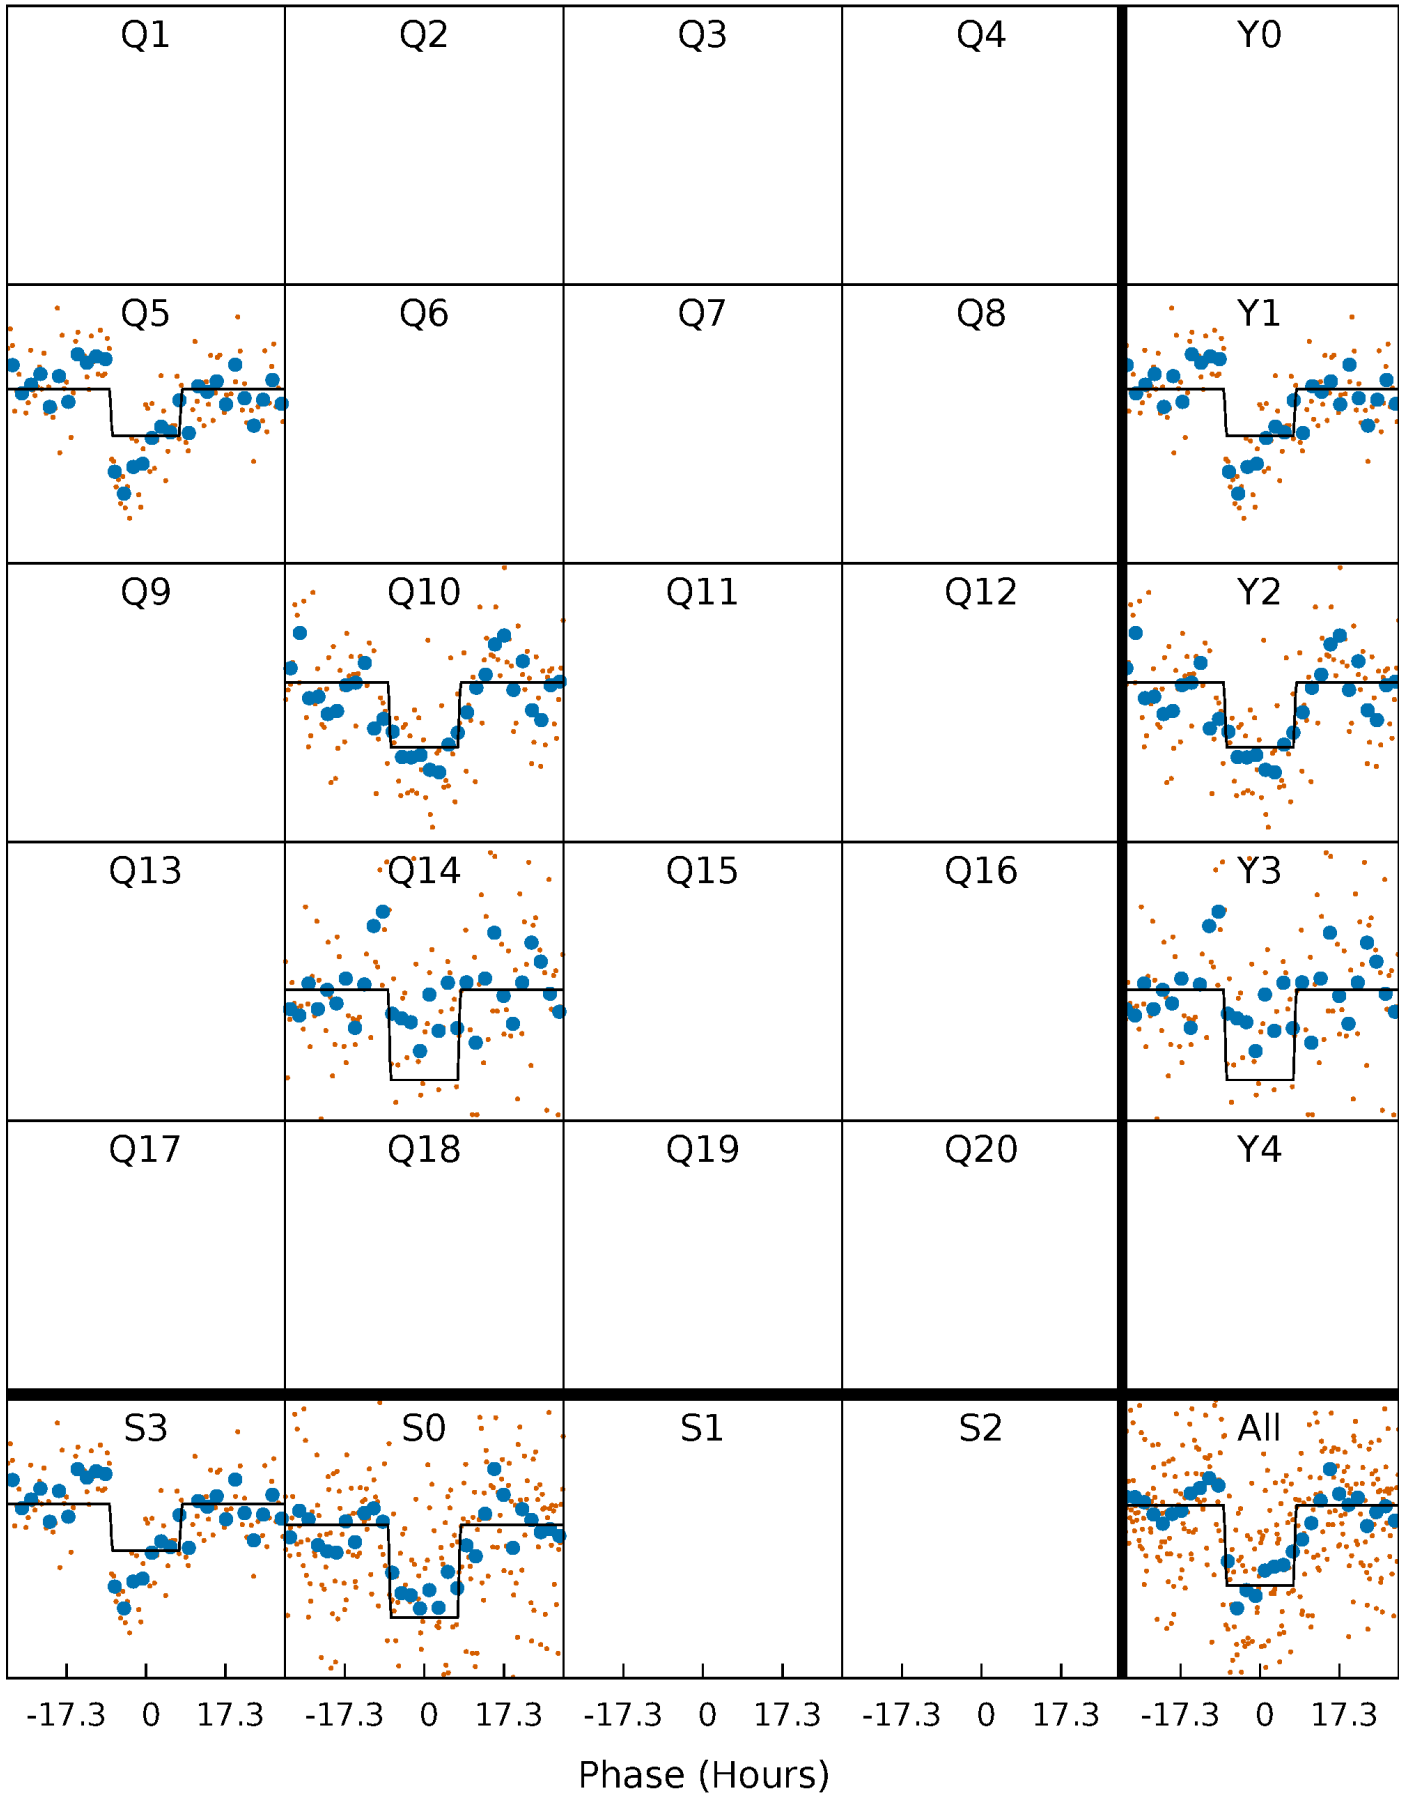 Q1 Q2 Q3 Q4 Y0
Q5 Q6 Q7 Q8 Y1
Q9 Q10 Q11 Q12 Y2
Q13 Q14 Q15 Q16 Y3
Q17 Q18 Q19 Q20 Y4
S3 S0 S1 S2 All
-17.3 0 17.3 -17.3 0 17.3 -17.3 0 17.3 -17.3 0 17.3 -17.3 0 17.3
Phase (Hours)